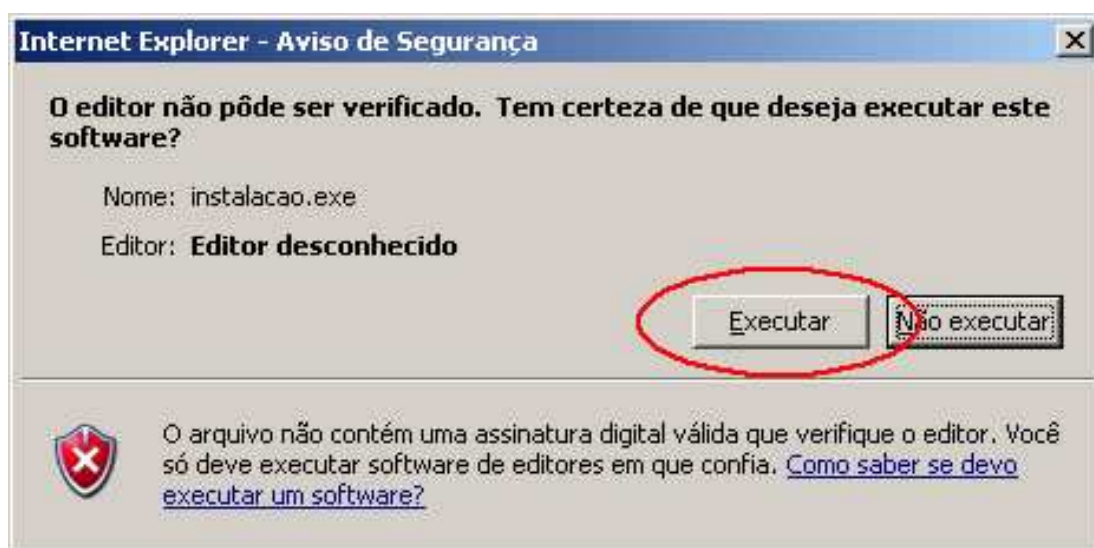 Internet Explorer - Aviso de Segurança
O editor não pôde ser verificado. Tem certeza de que deseja executar este
software?
Nome: instalacao.exe
Editor: Editor desconhecido
Executar Não executar
O arquivo não contém uma assinatura digital válida que verifique o editor. Você
só deve executar software de editores em que confia. Como saber se devo
executar um software?